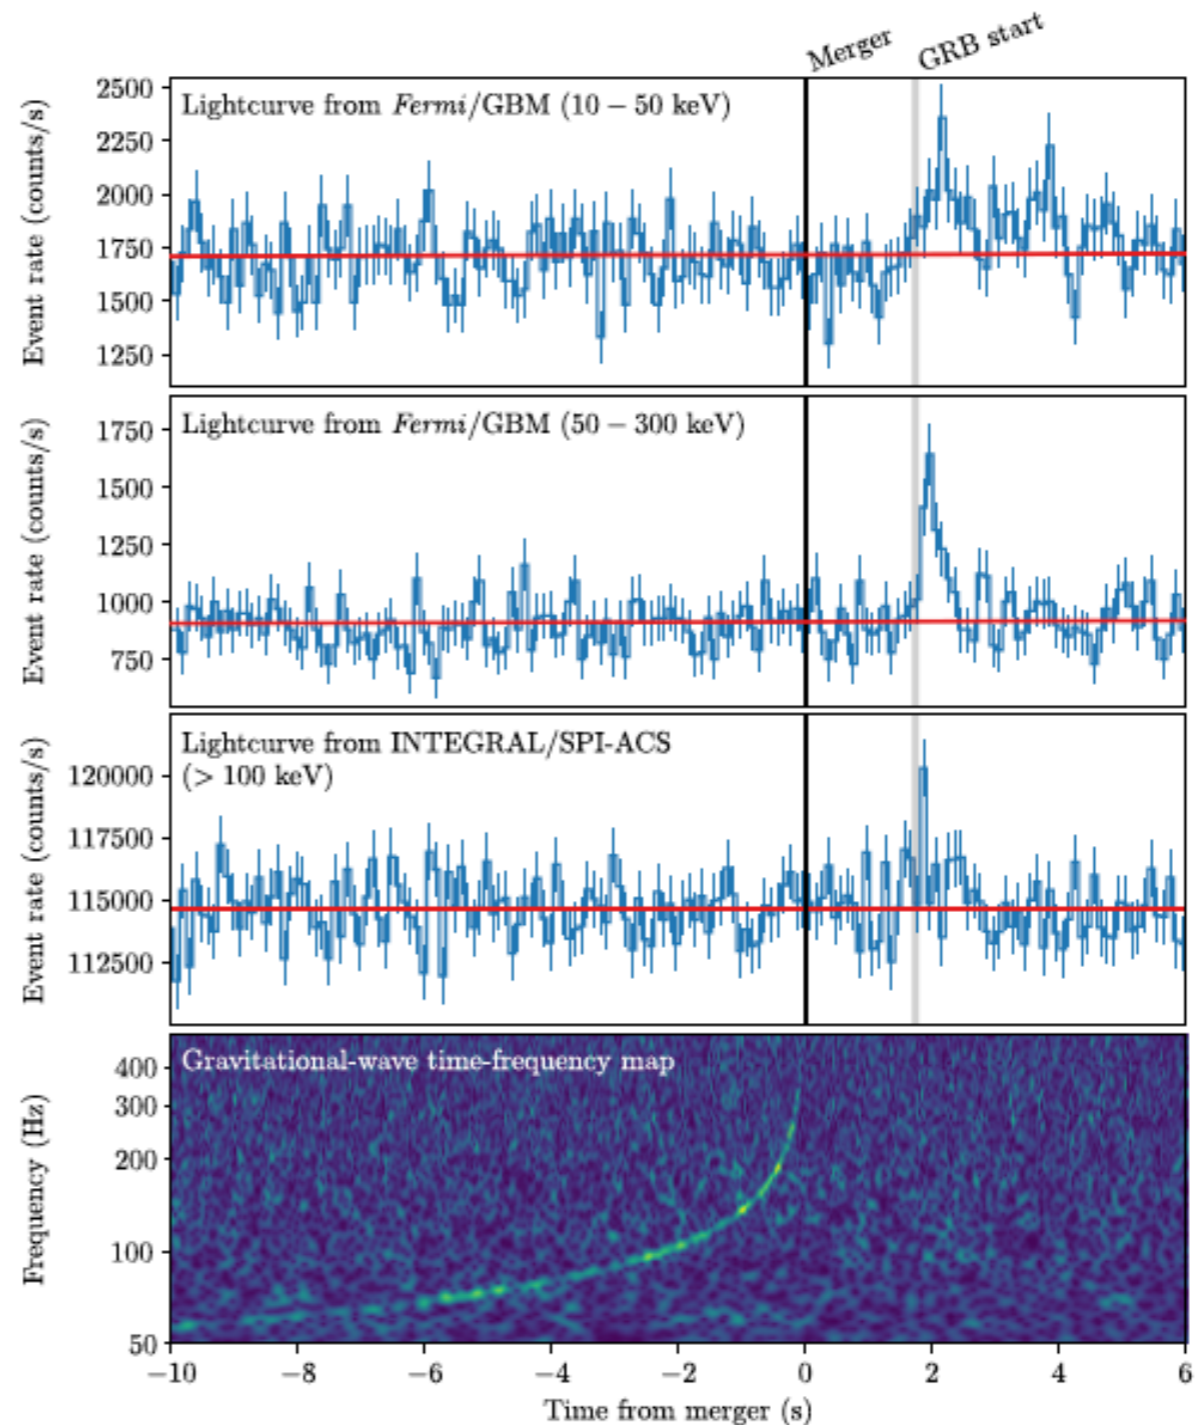 Merger
GRB start
Lightcurve from Fermi/GBM (10 – 50 keV)
Event rate (counts/s)
2500
2250
2000
1750
1500
1250
Lightcurve from Fermi/GBM (50 – 300 keV)
Event rate (counts/s)
1750
1500
1250
1000
750
Lightcurve from INTEGRAL/SPI-ACS
(> 100 keV)
Event rate (counts/s)
120000
117500
115000
112500
Gravitational-wave time-frequency map
Frequency (Hz)
400
300
200
100
50
−10 −8 −6 −4 −2 0 2 4 6
Time from merger (s)